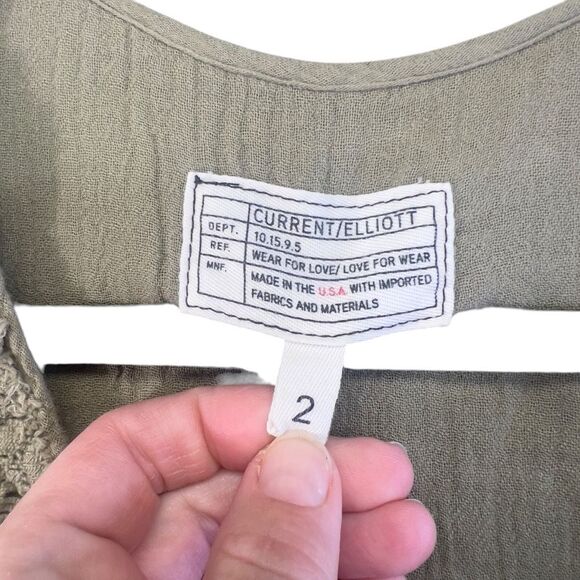 CURRENT/ELLIOTT
DEPT. 10.15.9.5
REF. WEAR FOR LOVE/ LOVE FOR WEAR
MNF. MADE IN THE U.S.A. WITH IMPORTED
FABRICS AND MATERIALS
2